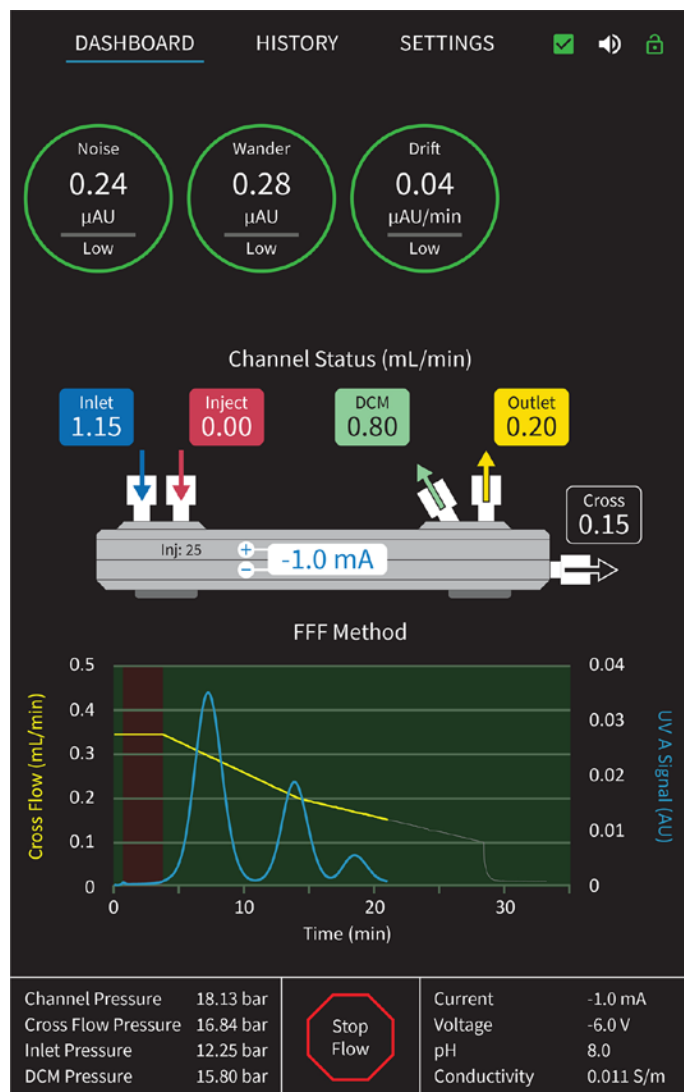 DASHBOARD HISTORY SETTINGS
Noise Wander Drift
0.24 0.28 0.04
µAU µAU µAU/min
Low Low Low
Channel Status (mL/min)
Inlet Inject DCM Outlet
1.15 0.00 0.80 0.20
Cross
0.15
Inj: 25 + -1.0 mA
−
FFF Method
0.5 0.04
0.4
0.03
0.3
0.02
0.2
0.1 0.01
0 0
0 10 20 30
Time (min)
Cross Flow (mL/min)
UV A Signal (AU)
Channel Pressure 18.13 bar
Cross Flow Pressure 16.84 bar
Inlet Pressure 12.25 bar
DCM Pressure 15.80 bar
Stop
Flow
Current -1.0 mA
Voltage -6.0 V
pH 8.0
Conductivity 0.011 S/m